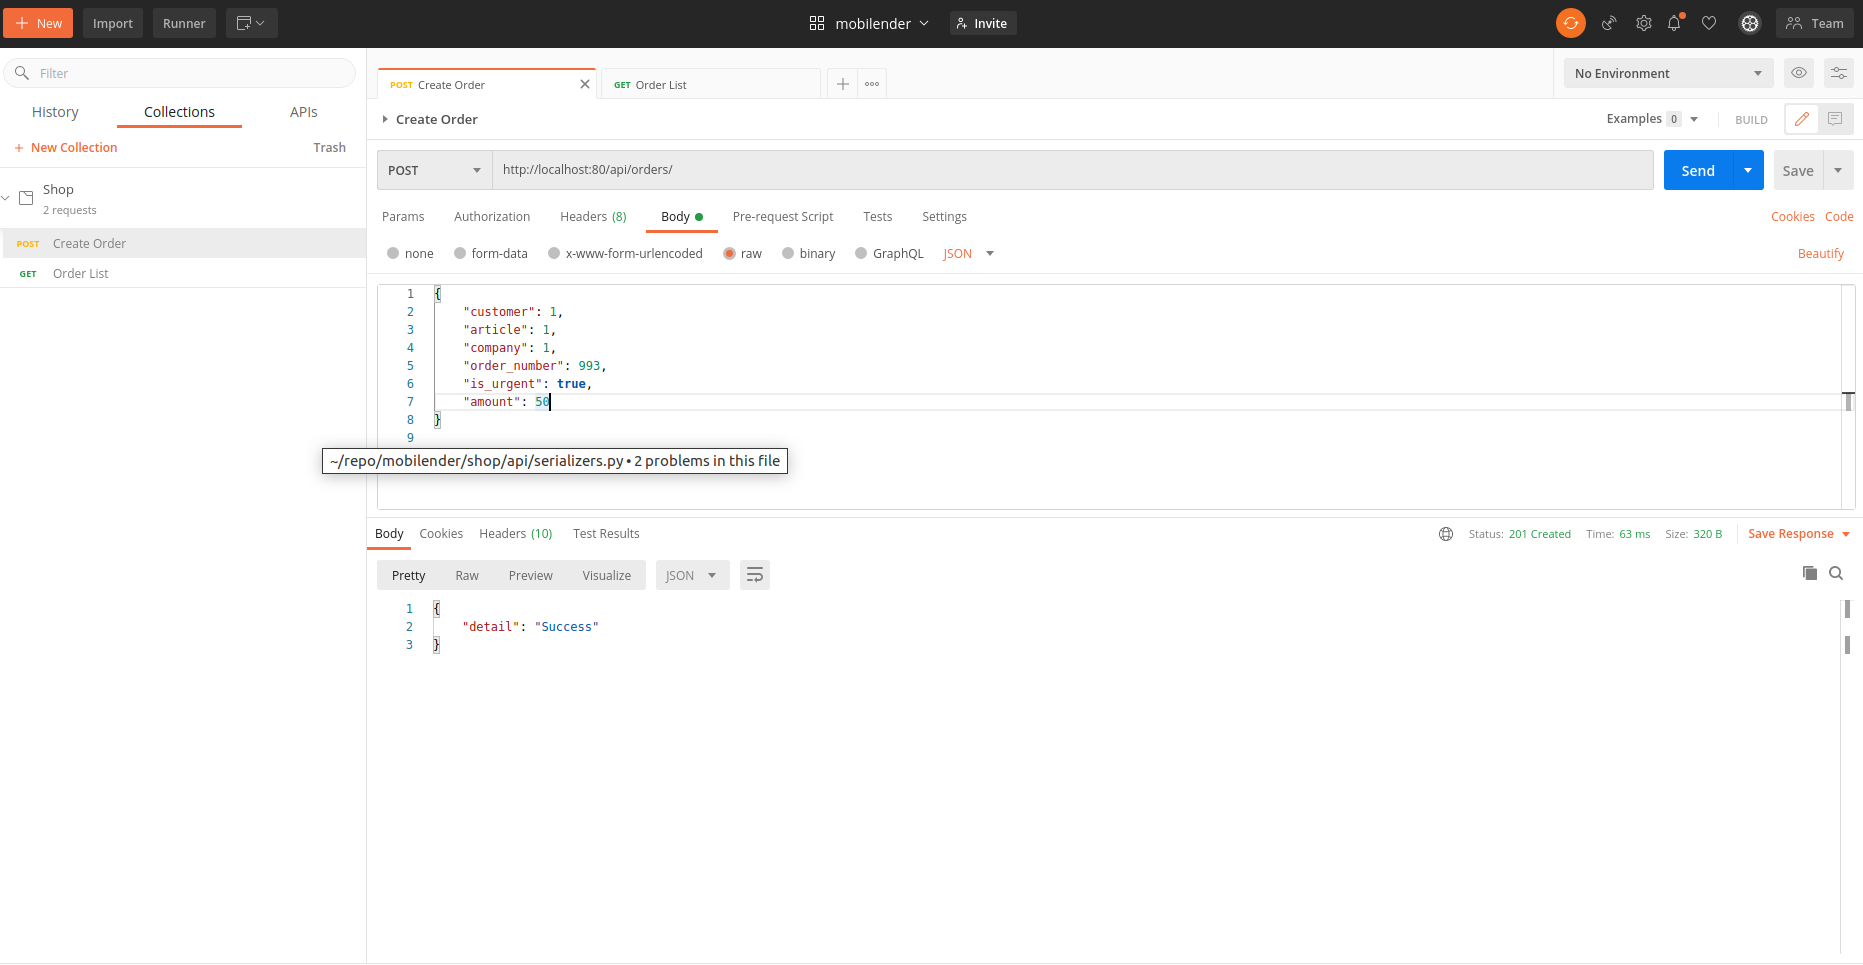 New Import Runner mobilender Invite Team
Filter
History Collections APIs
+ New Collection Trash
Shop
2 requests
POST Create Order
GET Order List
POST Create Order GET Order List No Environment
Create Order Examples 0 BUILD
POST http://localhost:80/api/orders/ Send Save
Params Authorization Headers (8) Body Pre-request Script Tests Settings Cookies Code
none form-data x-www-form-urlencoded raw binary GraphQL JSON Beautify
1 {
2 "customer": 1,
3 "article": 1,
4 "company": 1,
5 "order_number": 993,
6 "is_urgent": true,
7 "amount": 50
8 }
9
~/repo/mobilender/shop/api/serializers.py • 2 problems in this file
Body Cookies Headers (10) Test Results Status: 201 Created Time: 63 ms Size: 320 B Save Response
Pretty Raw Preview Visualize JSON
1 {
2 "detail": "Success"
3 }